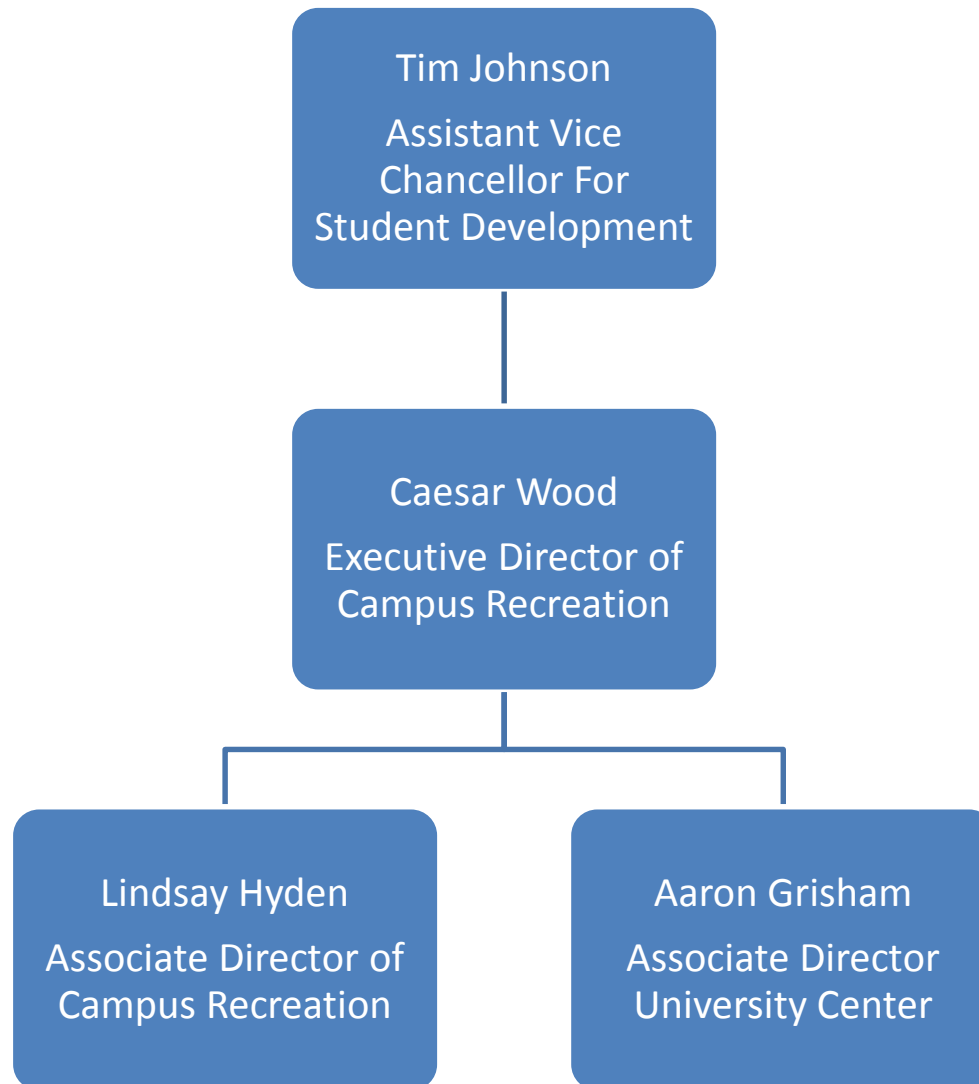 Tim Johnson
Assistant Vice
Chancellor For
Student Development
Caesar Wood
Executive Director of
Campus Recreation
Lindsay Hyden
Associate Director of
Campus Recreation
Aaron Grisham
Associate Director
University Center